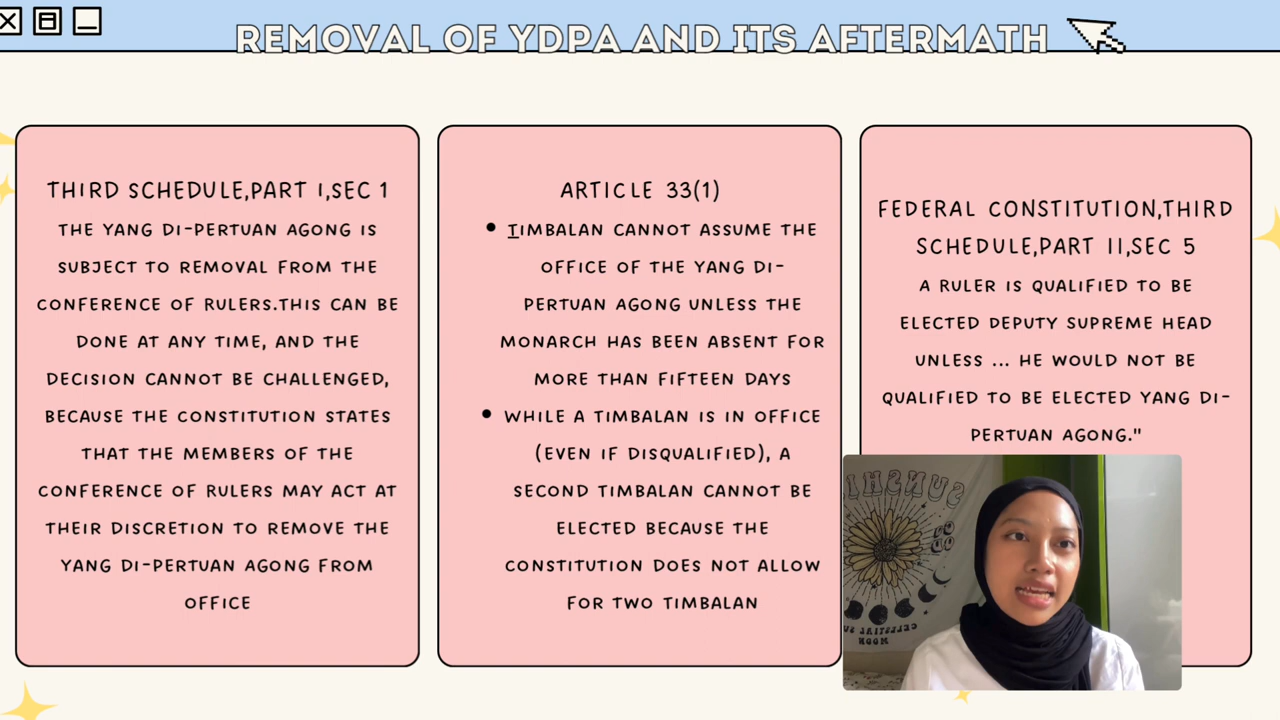 REMOVAL OF YDPA AND ITS AFTERMATH
THIRD SCHEDULE,PART I,SEC 1
THE YANG DI-PERTUAN AGONG IS
SUBJECT TO REMOVAL FROM THE
CONFERENCE OF RULERS.THIS CAN BE
DONE AT ANY TIME, AND THE
DECISION CANNOT BE CHALLENGED,
BECAUSE THE CONSTITUTION STATES
THAT THE MEMBERS OF THE
CONFERENCE OF RULERS MAY ACT AT
THEIR DISCRETION TO REMOVE THE
YANG DI-PERTUAN AGONG FROM
OFFICE
ARTICLE 33(1)
• TIMBALAN CANNOT ASSUME THE
OFFICE OF THE YANG DI-
PERTUAN AGONG UNLESS THE
MONARCH HAS BEEN ABSENT FOR
MORE THAN FIFTEEN DAYS
• WHILE A TIMBALAN IS IN OFFICE
(EVEN IF DISQUALIFIED), A
SECOND TIMBALAN CANNOT BE
ELECTED BECAUSE THE
CONSTITUTION DOES NOT ALLOW
FOR TWO TIMBALAN
FEDERAL CONSTITUTION,THIRD
SCHEDULE,PART II,SEC 5
A RULER IS QUALIFIED TO BE
ELECTED DEPUTY SUPREME HEAD
UNLESS ... HE WOULD NOT BE
QUALIFIED TO BE ELECTED YANG DI-
PERTUAN AGONG."